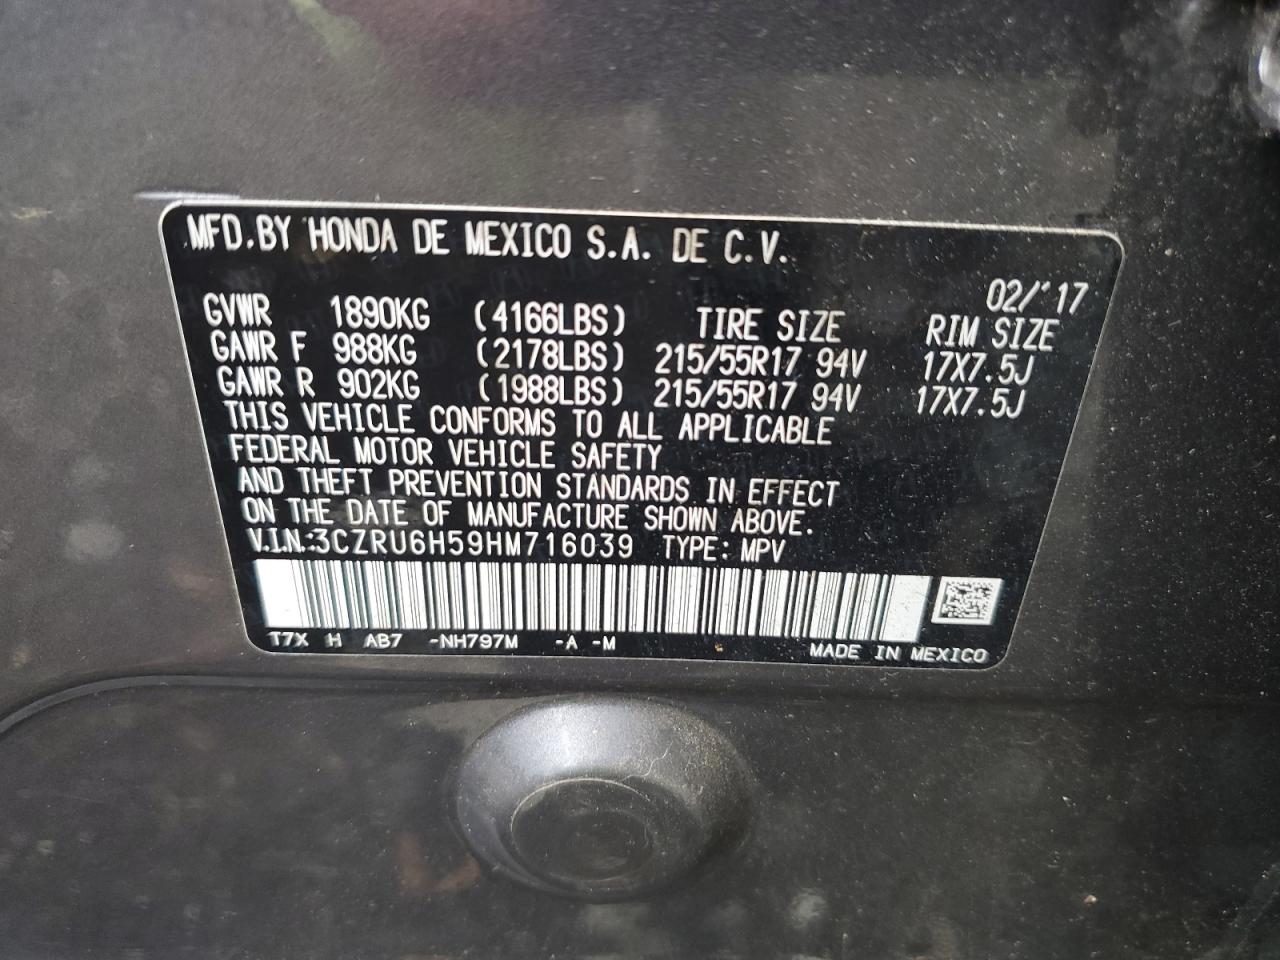 MFD.BY HONDA DE MEXICO S.A. DE C.V.
02/'17
GVWR 1890KG (4166LBS) TIRE SIZE RIM SIZE
GAWR F 988KG (2178LBS) 215/55R17 94V 17X7.5J
GAWR R 902KG (1988LBS) 215/55R17 94V 17X7.5J
THIS VEHICLE CONFORMS TO ALL APPLICABLE
FEDERAL MOTOR VEHICLE SAFETY
AND THEFT PREVENTION STANDARDS IN EFFECT
ON THE DATE OF MANUFACTURE SHOWN ABOVE.
V.I.N.:3CZRU6H59HM716039 TYPE: MPV
T7X H AB7 -NH797M -A -M MADE IN MEXICO